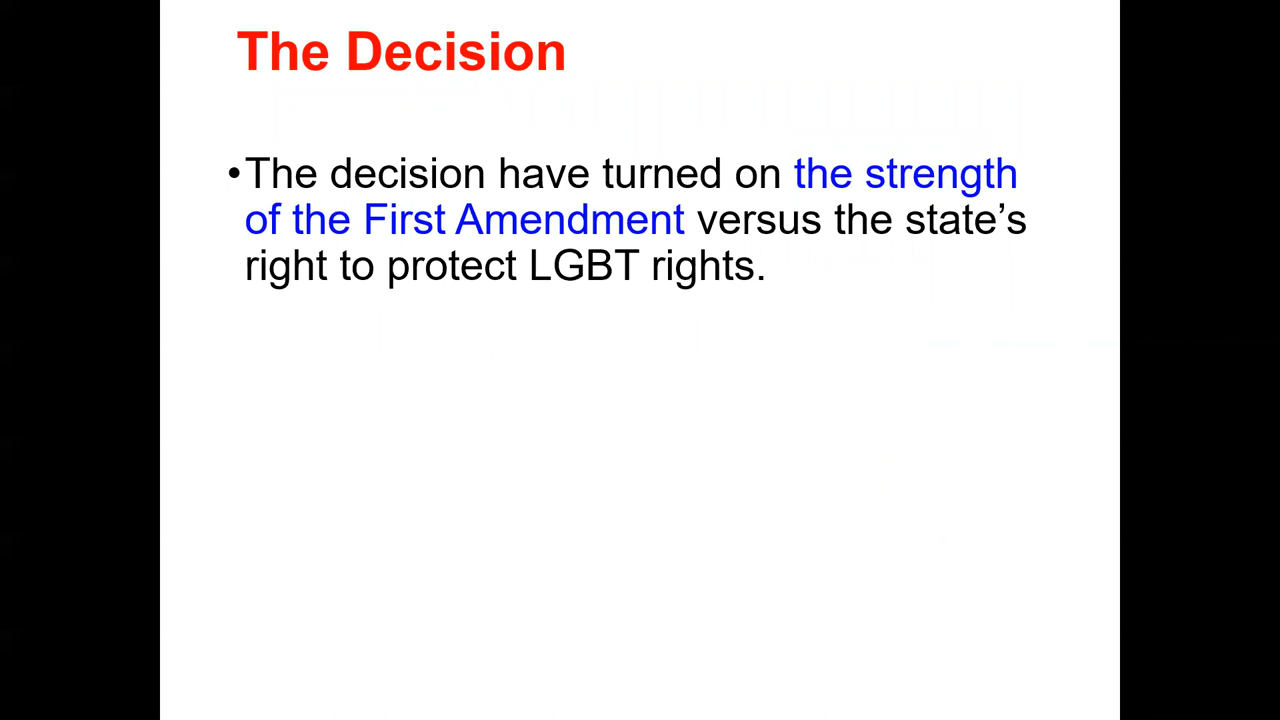 The Decision
•The decision have turned on the strength
of the First Amendment versus the state’s
right to protect LGBT rights.